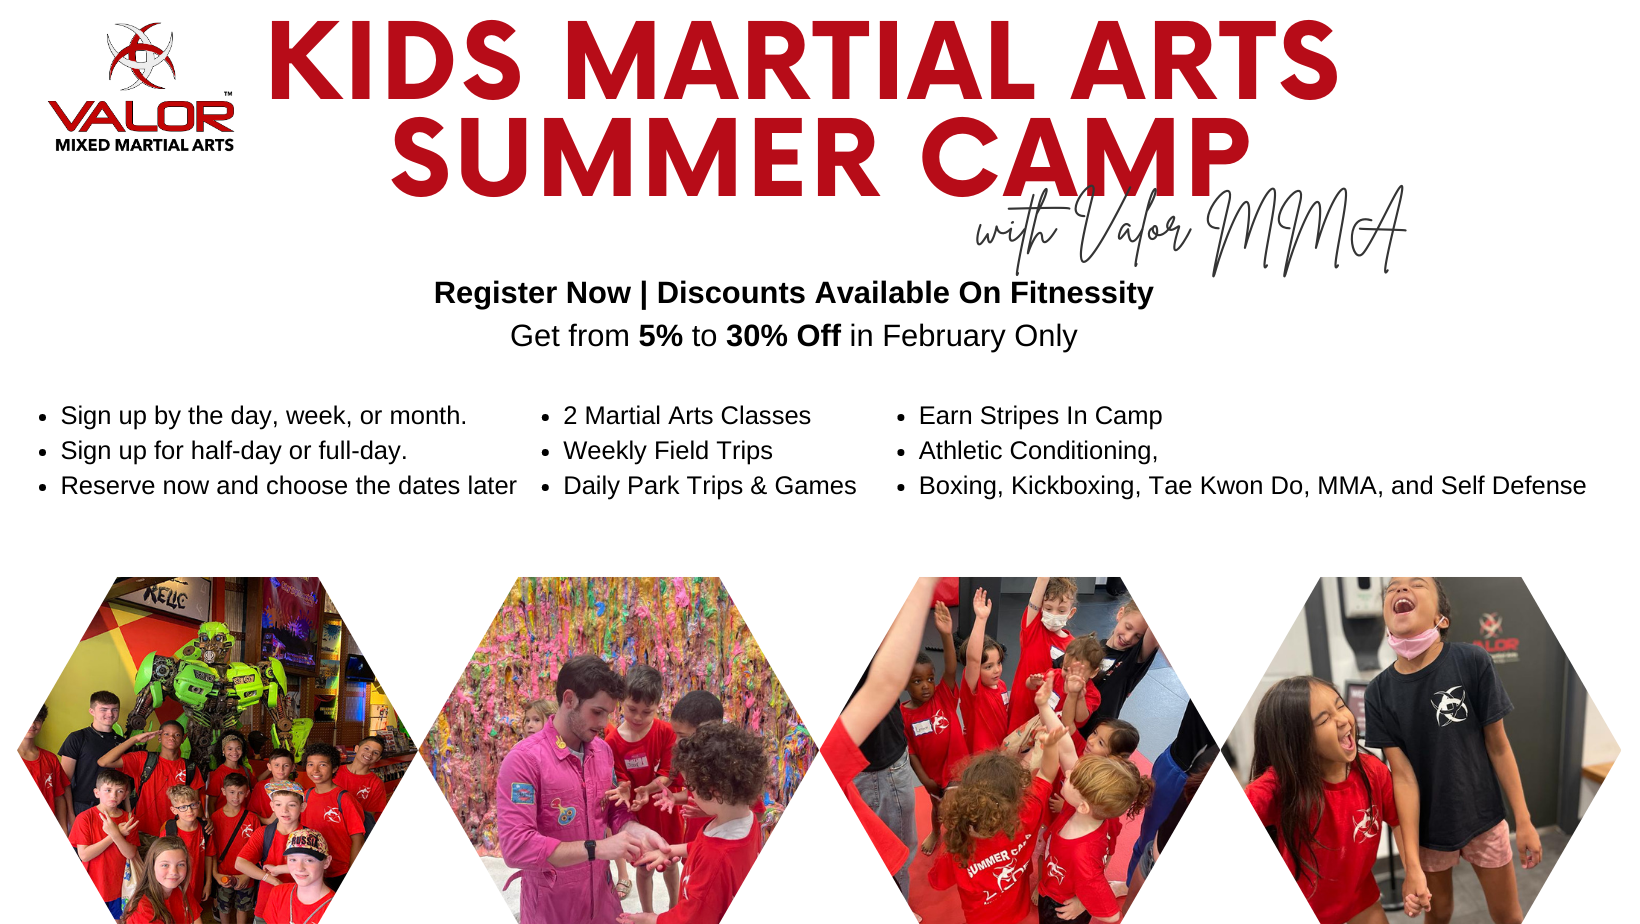 VALOR™
MIXED MARTIAL ARTS
KIDS MARTIAL ARTS
SUMMER CAMP
with Valor MMA
Register Now | Discounts Available On Fitnessity
Get from 5% to 30% Off in February Only
• Sign up by the day, week, or month.
• Sign up for half-day or full-day.
• Reserve now and choose the dates later
• 2 Martial Arts Classes
• Weekly Field Trips
• Daily Park Trips & Games
• Earn Stripes In Camp
• Athletic Conditioning,
• Boxing, Kickboxing, Tae Kwon Do, MMA, and Self Defense
RELIC
SUMMER CA
VALOR